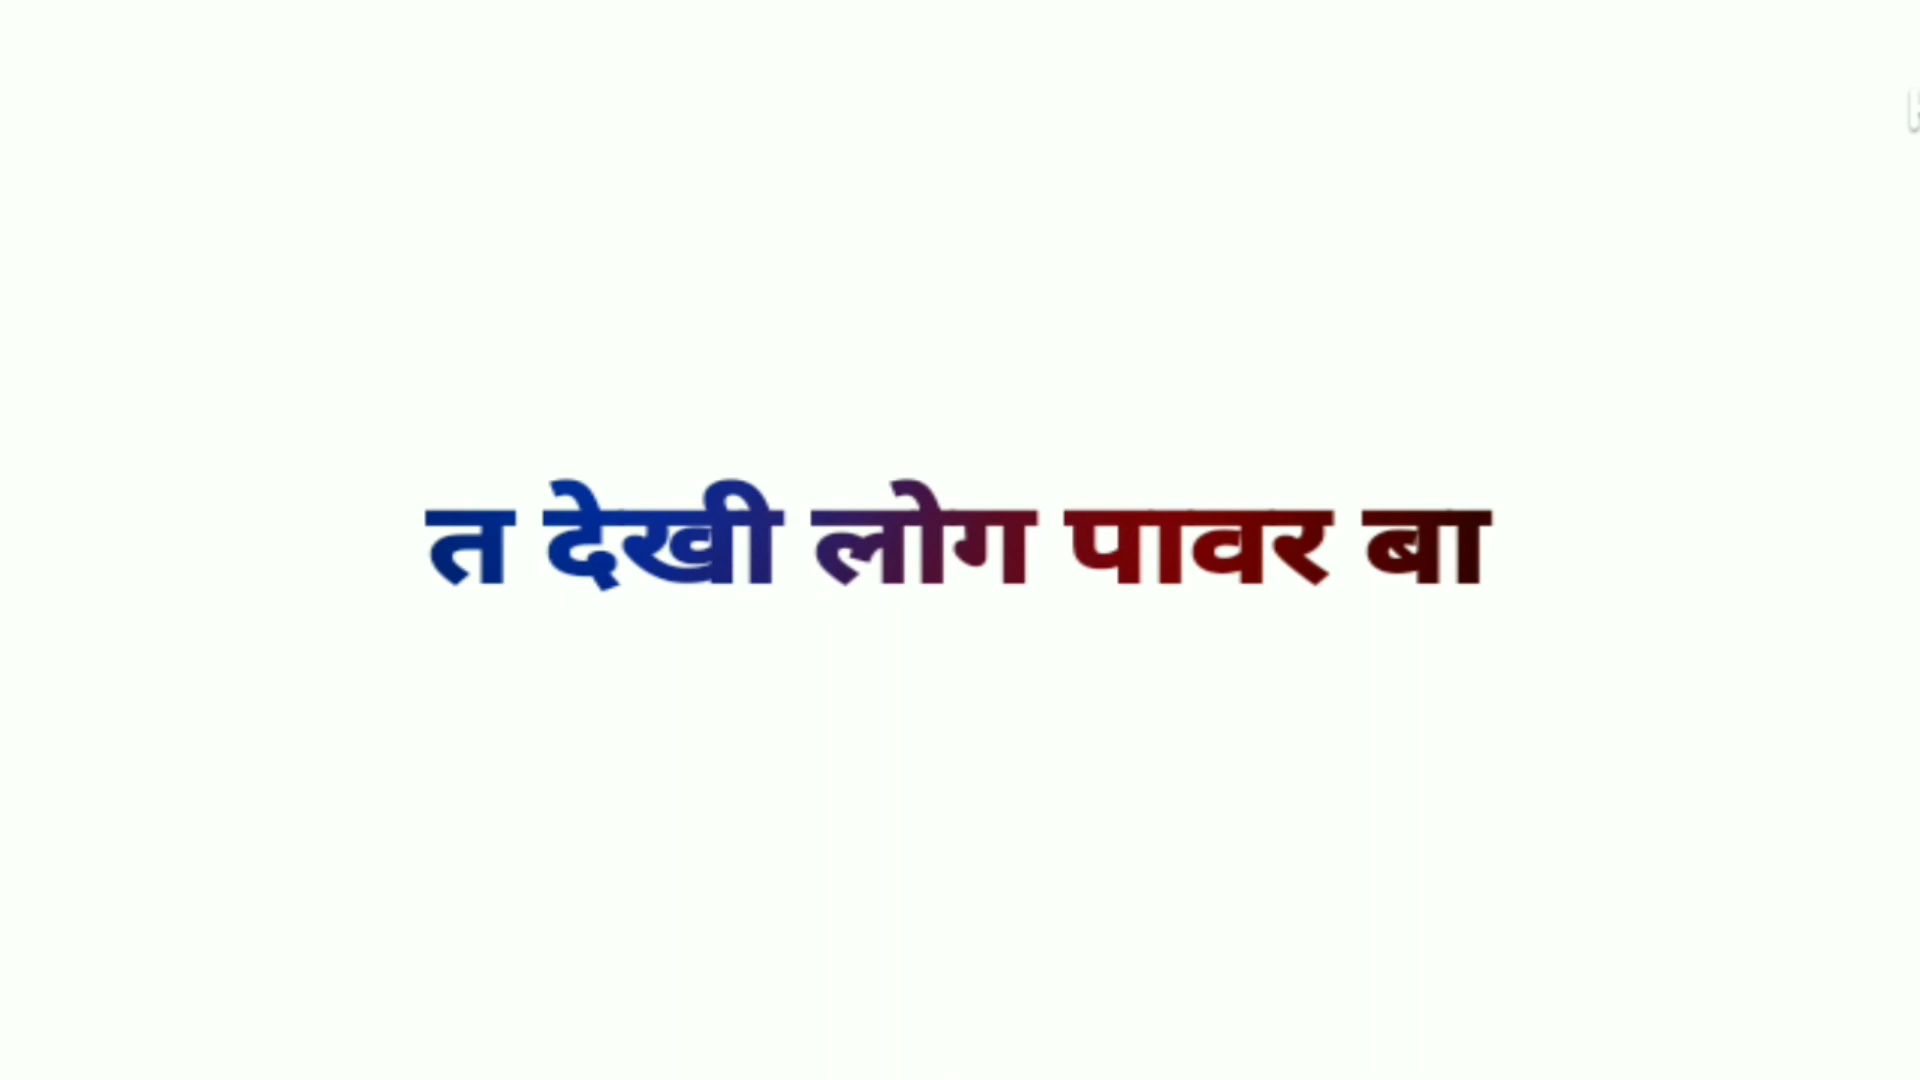 त देखी लोग पावर बा